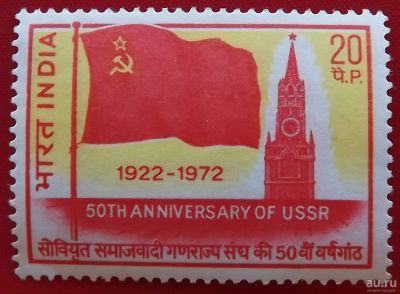 भारत INDIA
20
पै.P.
1922-1972
50TH ANNIVERSARY OF USSR
सोवियत समाजवादी गणराज्य संघ की 50वीं वर्षगांठ
au.ru